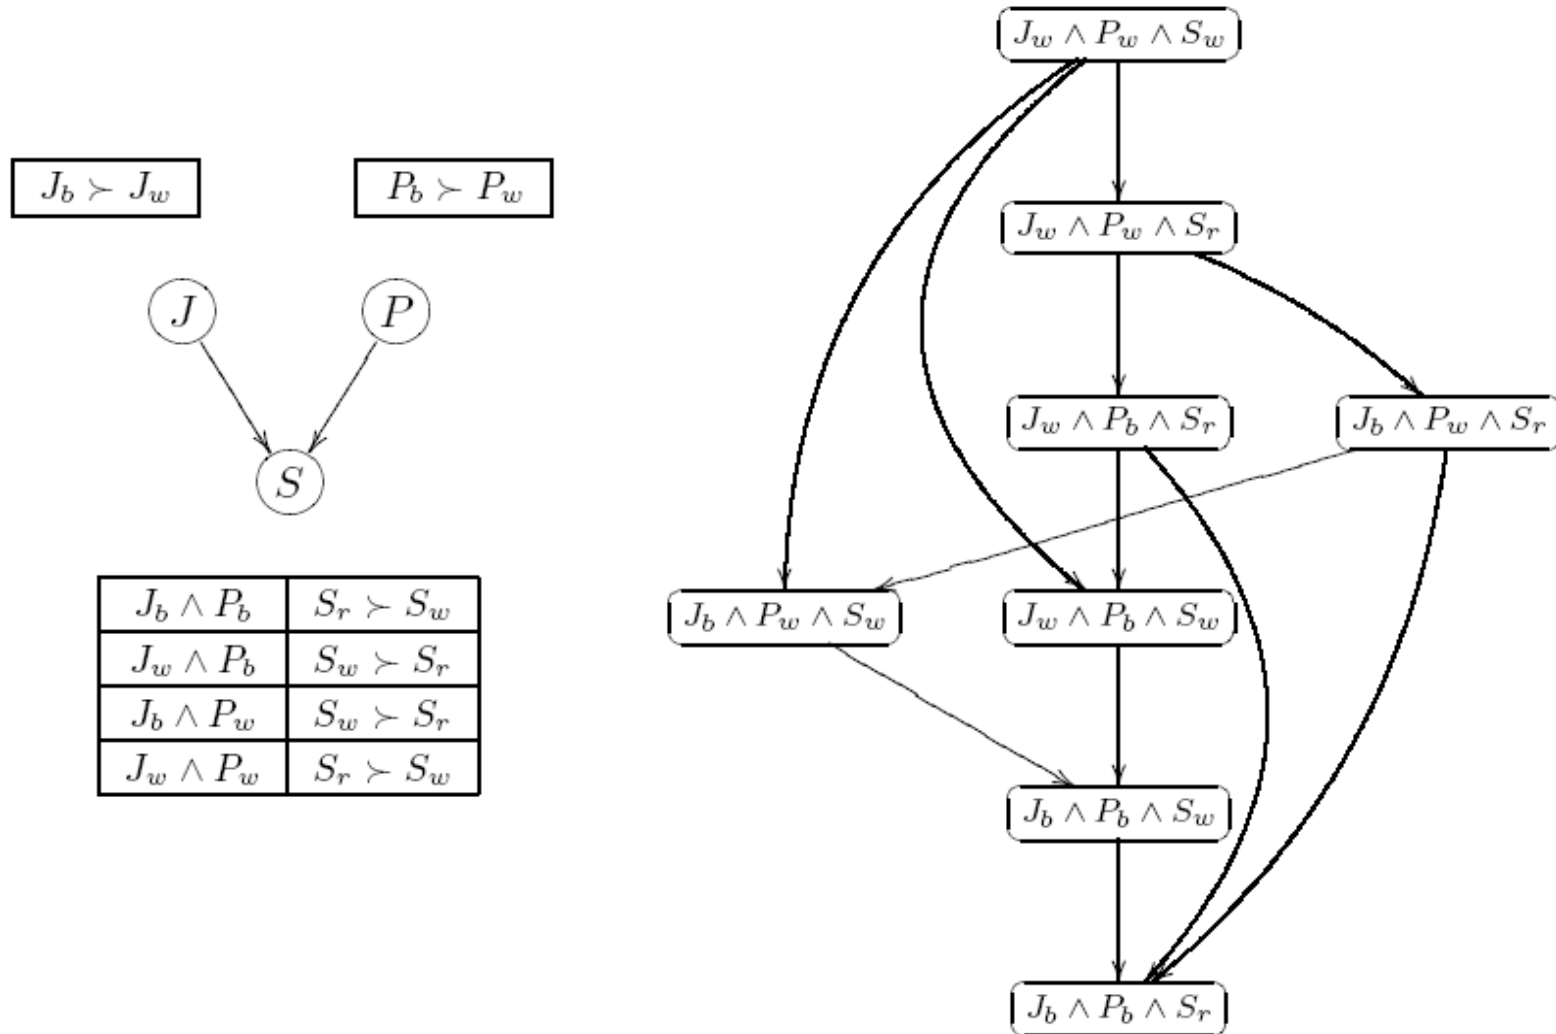 J_b ≻ J_w
P_b ≻ P_w
J
P
S
J_b ∧ P_b S_r ≻ S_w
J_w ∧ P_b S_w ≻ S_r
J_b ∧ P_w S_w ≻ S_r
J_w ∧ P_w S_r ≻ S_w
J_w ∧ P_w ∧ S_w
J_w ∧ P_w ∧ S_r
J_w ∧ P_b ∧ S_r
J_b ∧ P_w ∧ S_r
J_b ∧ P_w ∧ S_w
J_w ∧ P_b ∧ S_w
J_b ∧ P_b ∧ S_w
J_b ∧ P_b ∧ S_r